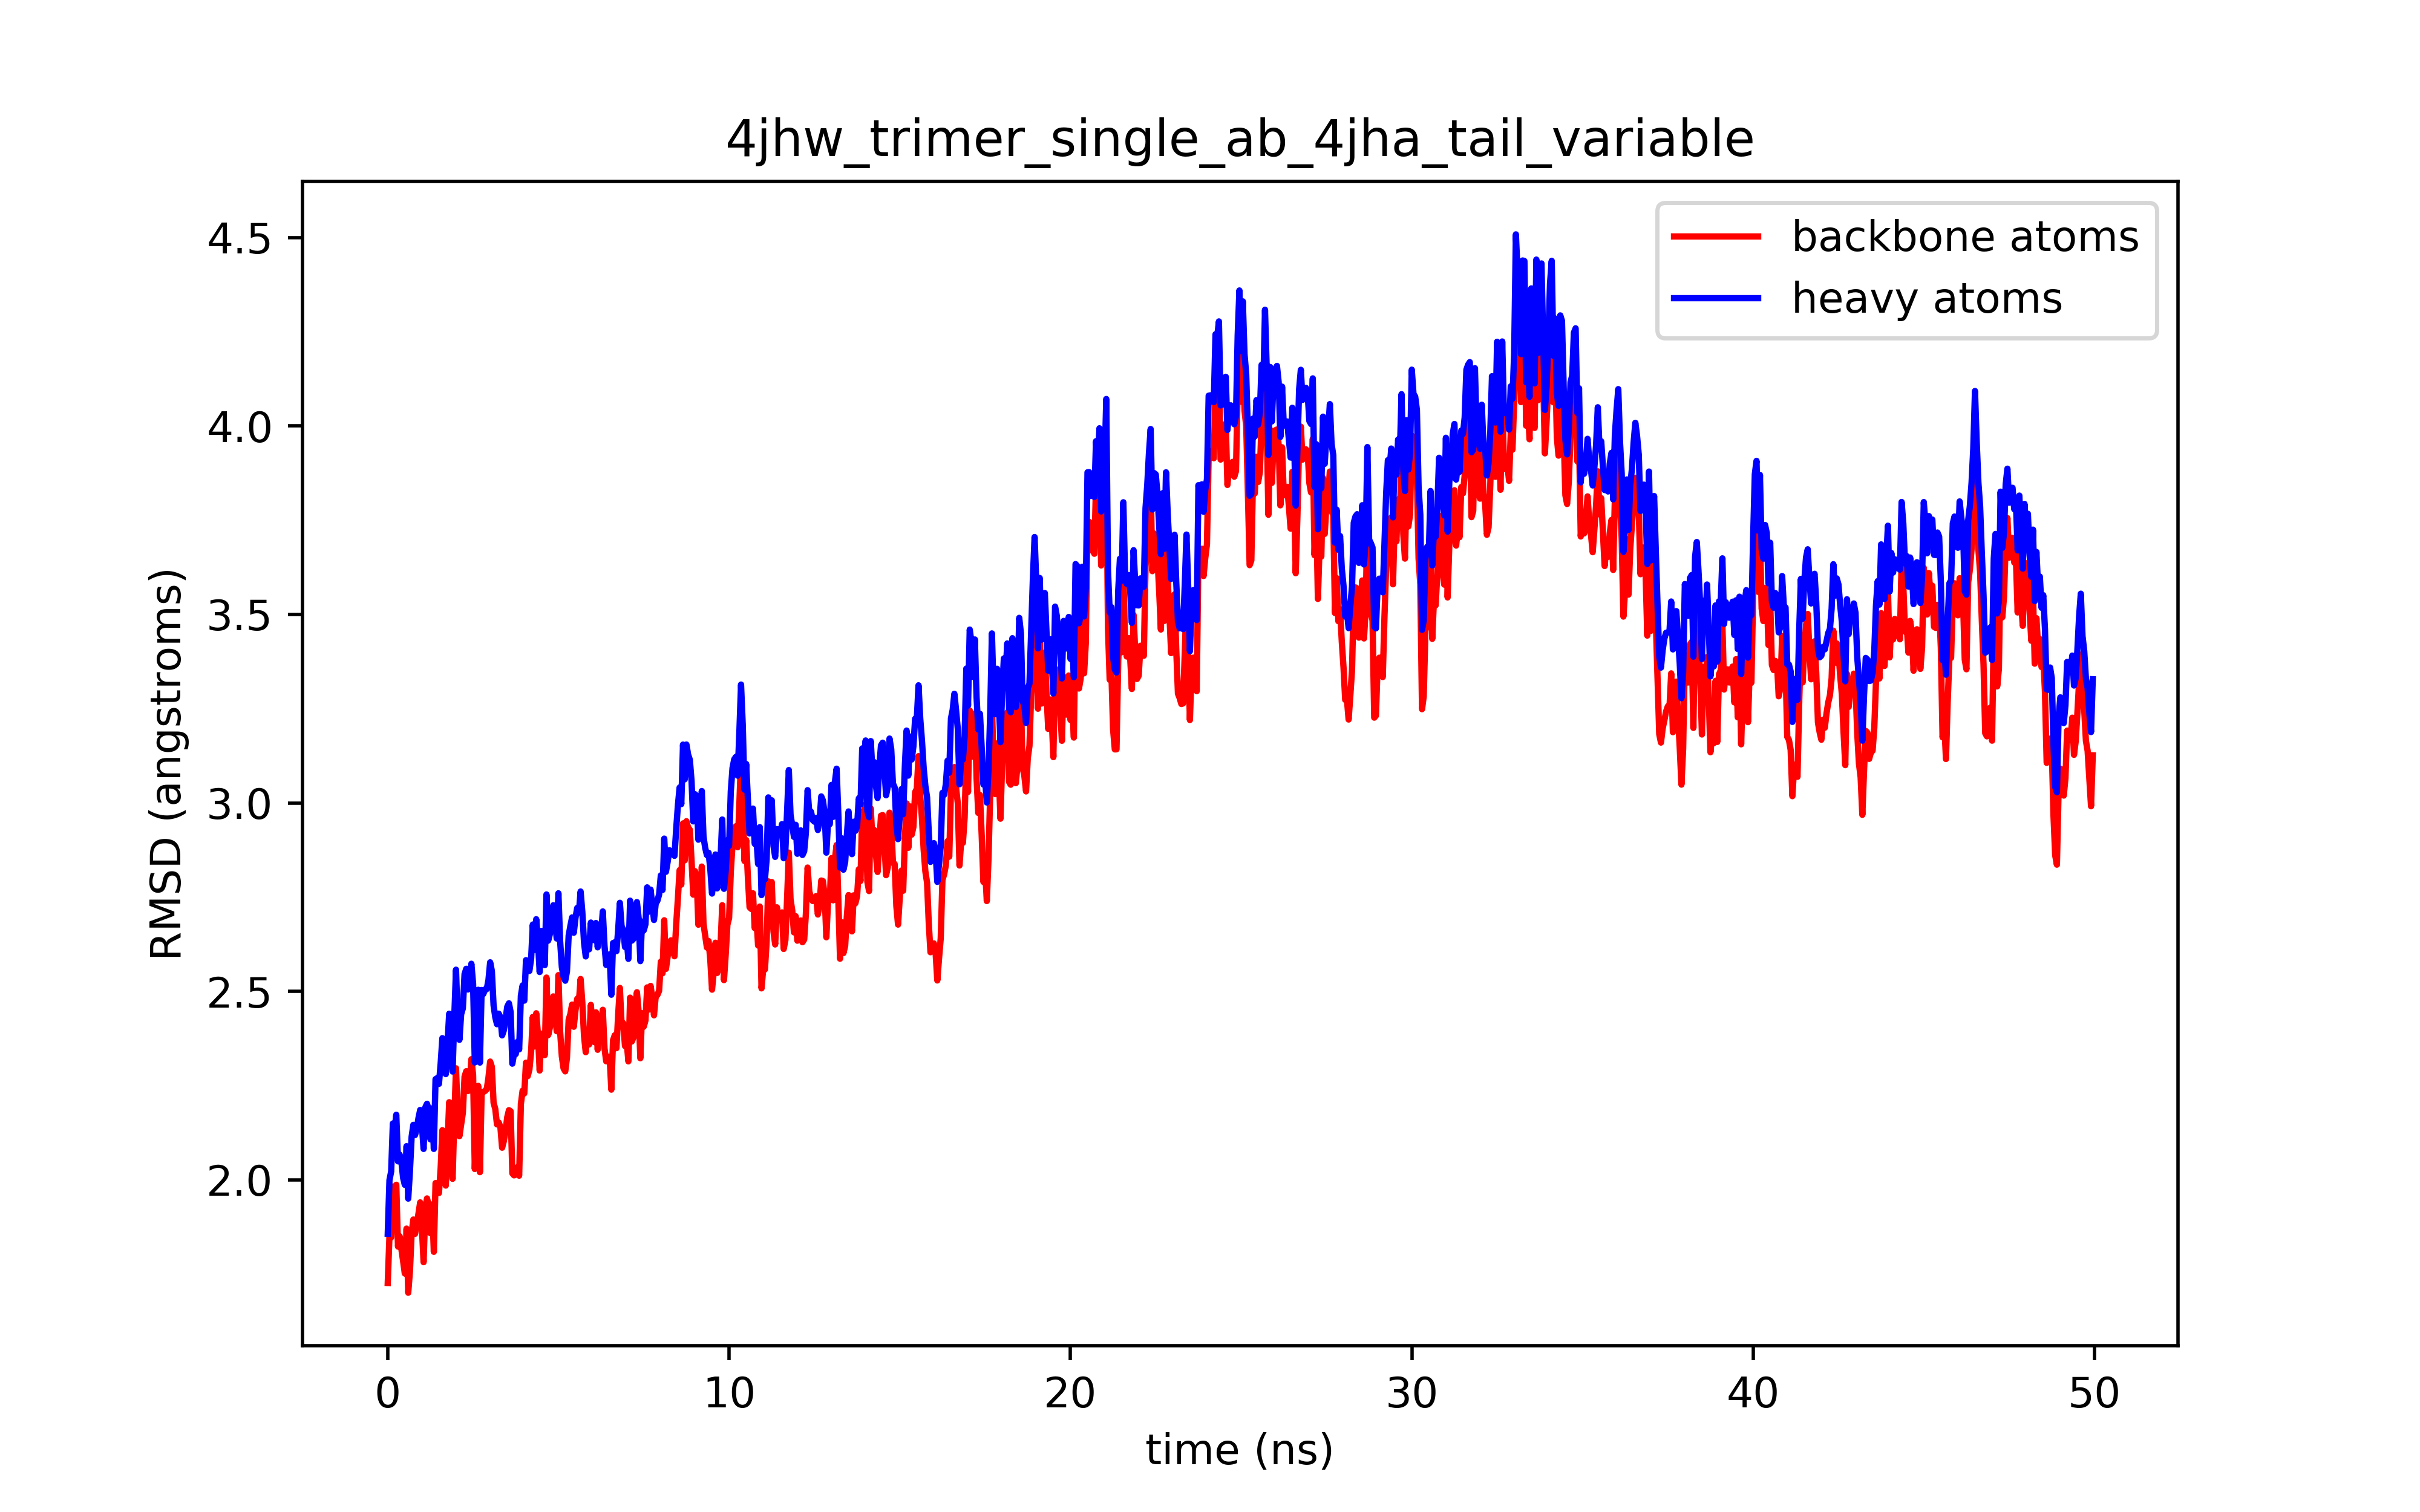 4jhw_trimer_single_ab_4jha_tail_variable
backbone atoms
heavy atoms
RMSD (angstroms)
4.5
4.0
3.5
3.0
2.5
2.0
0 10 20 30 40 50
time (ns)